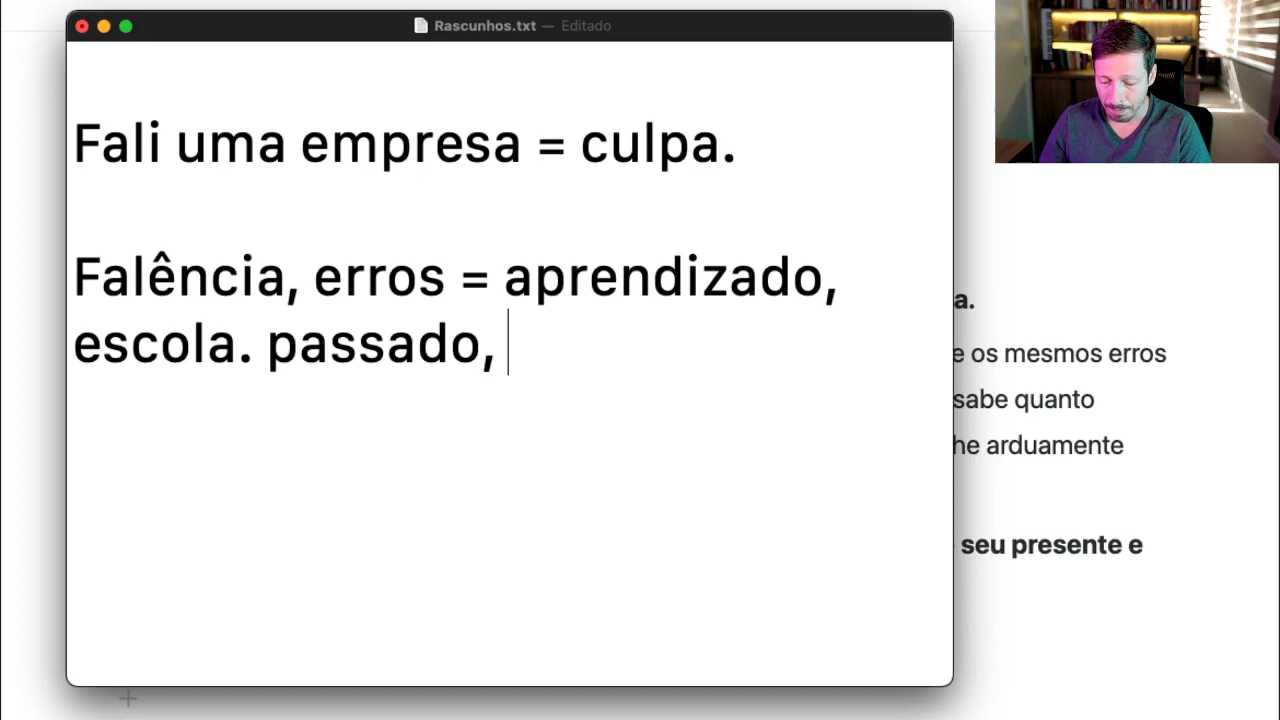 Rascunhos.txt — Editado
Fali uma empresa = culpa.
Falência, erros = aprendizado,
escola. passado,
a.
e os mesmos erros
sabe quanto
he arduamente
seu presente e